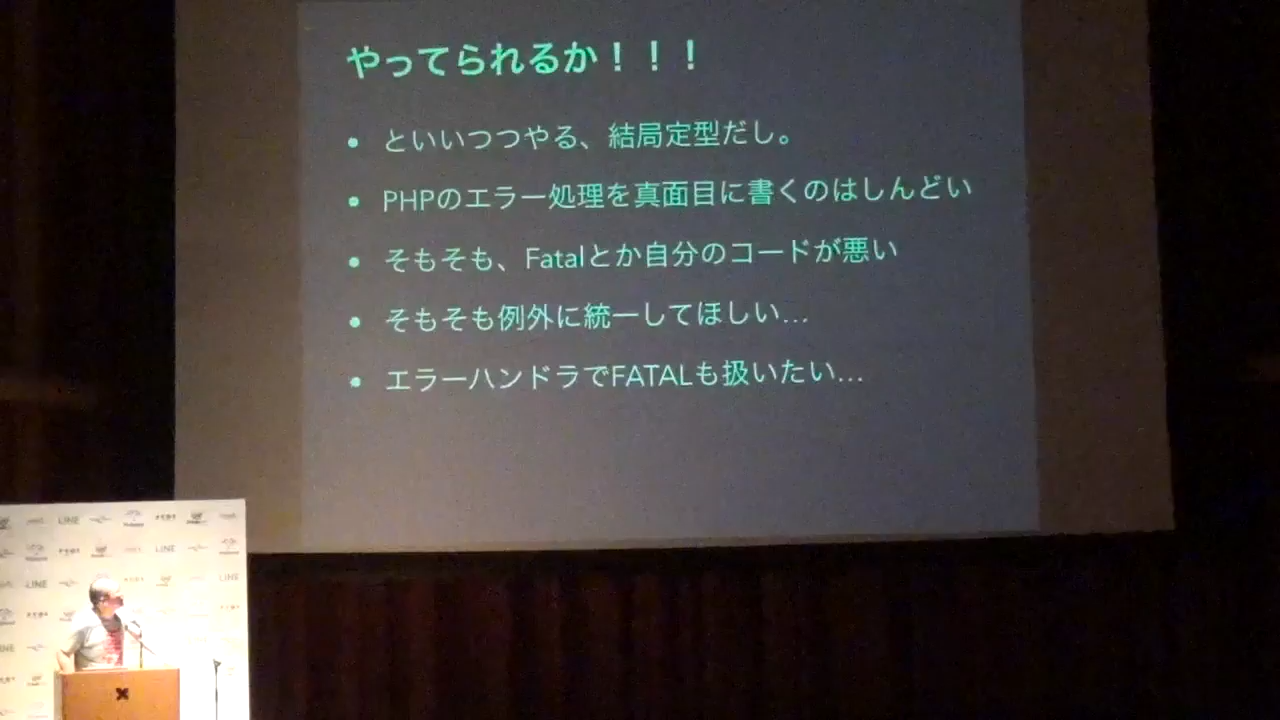 やってられるか！！！
• といいつつやる、結局定型だし。
• PHPのエラー処理を真面目に書くのはしんどい
• そもそも、Fatalとか自分のコードが悪い
• そもそも例外に統一してほしい…
• エラーハンドラでFATALも扱いたい…
LINE
LINE
LINE
LINE